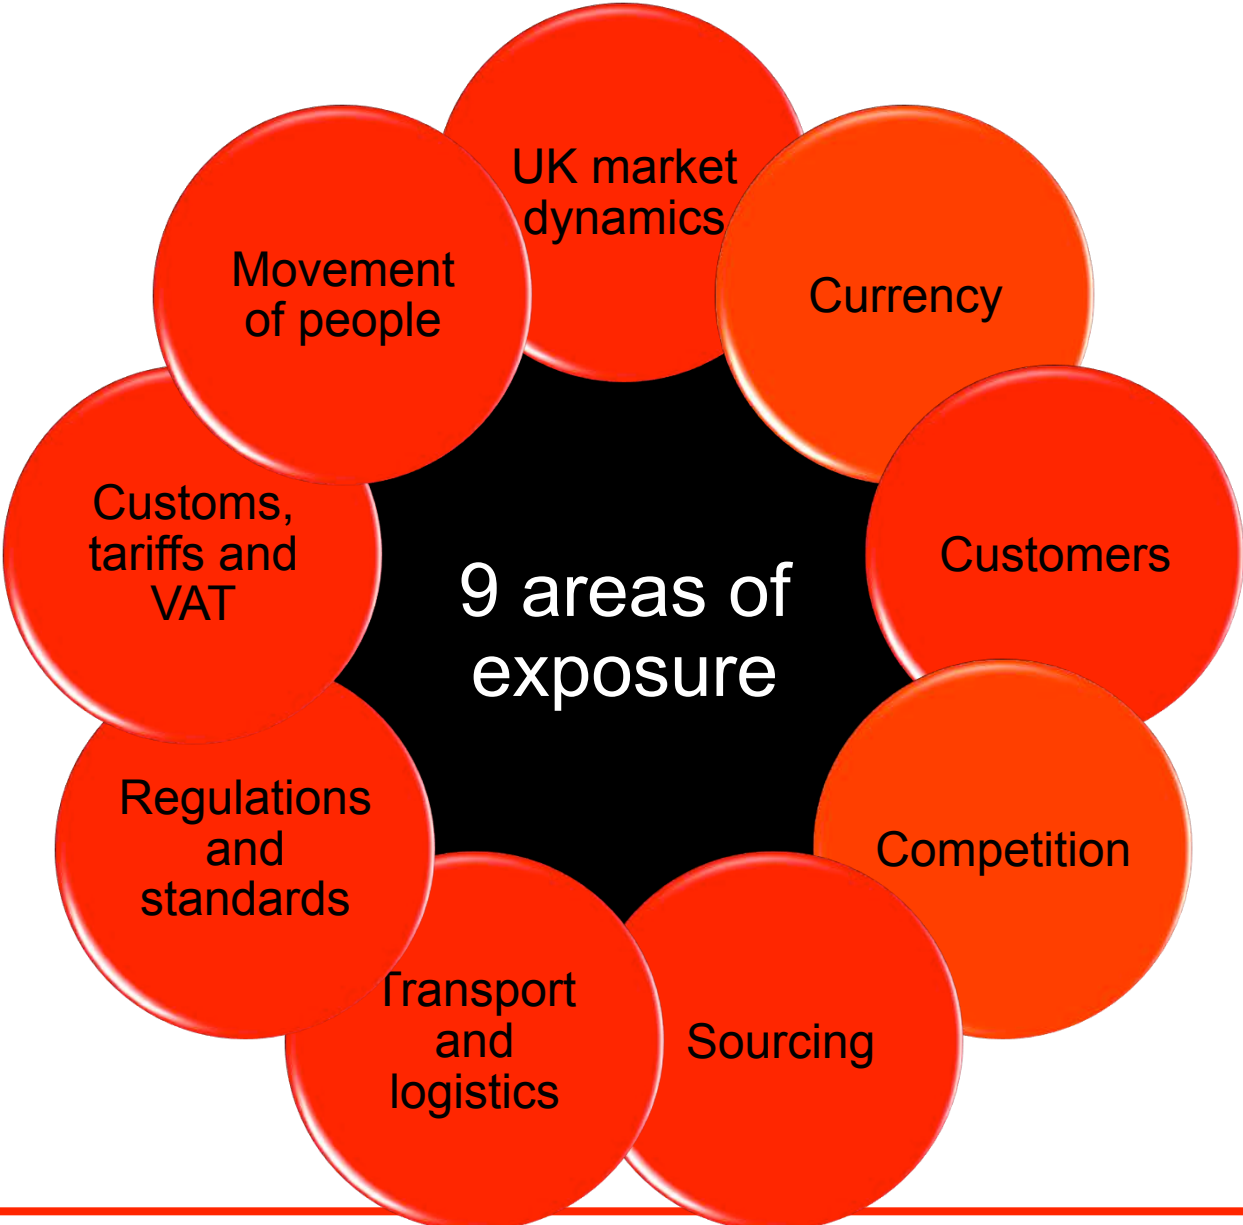 UK market
dynamics
Currency
Customers
Competition
Sourcing
Transport
and
logistics
Regulations
and
standards
Customs,
tariffs and
VAT
Movement
of people
9 areas of
exposure